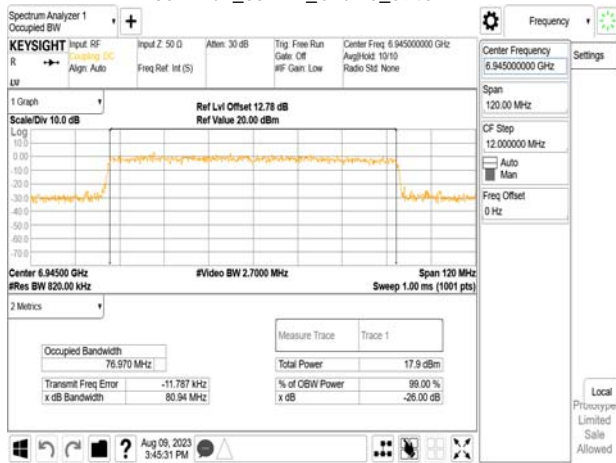 Spectrum Analyzer 1
Occupied BW
Frequency
KEYSIGHT Input: RF Input Z: 50 Ω Atten: 30 dB Trig: Free Run Center Freq: 6.945000000 GHz
R Coupling: DC Gate: Off Avg|Hold: 10/10
Align: Auto Freq Ref: Int (S) #IF Gain: Low Radio Std: None
Center Frequency
6.945000000 GHz
Settings
Span
120.00 MHz
CF Step
12.000000 MHz
Auto
Man
Freq Offset
0 Hz
1 Graph
Ref Lvl Offset 12.78 dB
Scale/Div 10.0 dB Ref Value 20.00 dBm
Log
10.0
0.00
-10.0
-20.0
-30.0
-40.0
-50.0
-60.0
-70.0
Center 6.94500 GHz #Video BW 2.7000 MHz Span 120 MHz
#Res BW 820.00 kHz Sweep 1.00 ms (1001 pts)
2 Metrics
Measure Trace Trace 1
Occupied Bandwidth
76.970 MHz
Total Power 17.9 dBm
Transmit Freq Error -11.787 kHz % of OBW Power 99.00 %
x dB Bandwidth 80.94 MHz x dB -26.00 dB
Local
Prototype
Limited
Sale
Allowed
Aug 09, 2023
3:45:31 PM